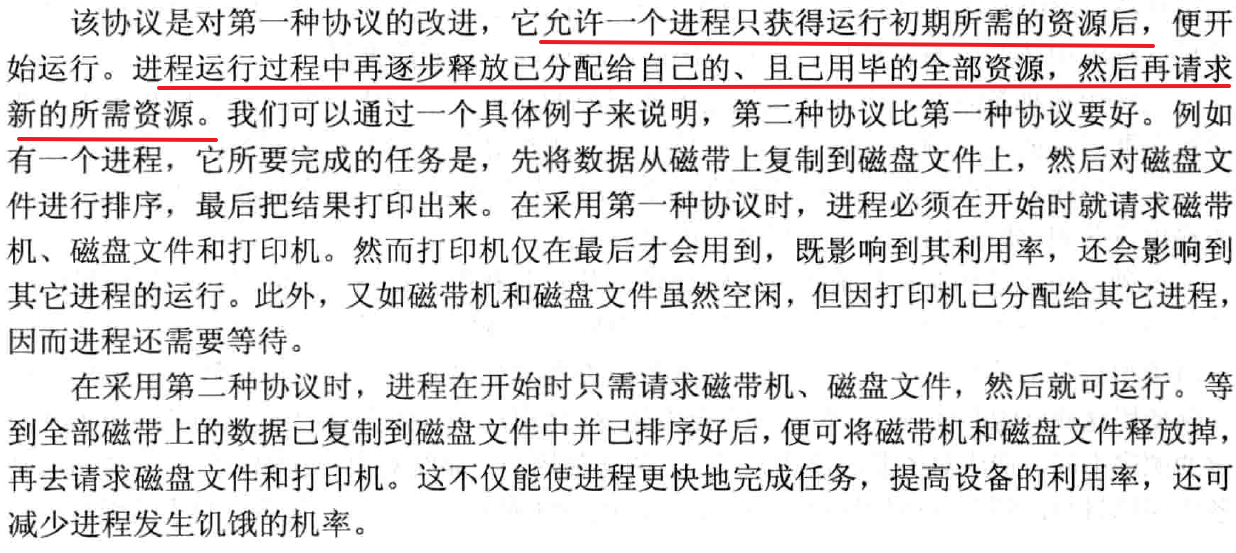 该协议是对第一种协议的改进，它允许一个进程只获得运行初期所需的资源后，便开
始运行。进程运行过程中再逐步释放已分配给自己的、且已用毕的全部资源，然后再请求
新的所需资源。我们可以通过一个具体例子来说明，第二种协议比第一种协议要好。例如
有一个进程，它所要完成的任务是，先将数据从磁带上复制到磁盘文件上，然后对磁盘文
件进行排序，最后把结果打印出来。在采用第一种协议时，进程必须在开始时就请求磁带
机、磁盘文件和打印机。然而打印机仅在最后才会用到，既影响到其利用率，还会影响到
其它进程的运行。此外，又如磁带机和磁盘文件虽然空闲，但因打印机已分配给其它进程，
因而进程还需要等待。
在采用第二种协议时，进程在开始时只需请求磁带机、磁盘文件，然后就可运行。等
到全部磁带上的数据已复制到磁盘文件中并已排序好后，便可将磁带机和磁盘文件释放掉，
再去请求磁盘文件和打印机。这不仅能使进程更快地完成任务，提高设备的利用率，还可
减少进程发生饥饿的机率。